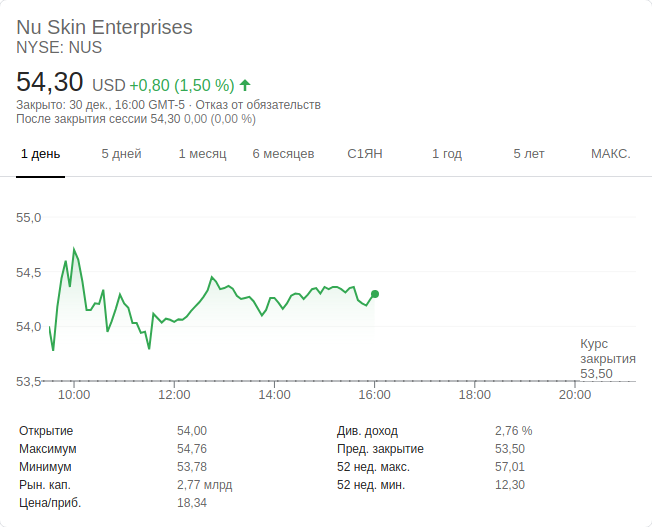 Nu Skin Enterprises
NYSE: NUS
54,30 USD +0,80 (1,50 %)
Закрыто: 30 дек., 16:00 GMT-5 · Отказ от обязательств
После закрытия сессии 54,30 0,00 (0,00 %)
1 день 5 дней 1 месяц 6 месяцев С1ЯН 1 год 5 лет МАКС.
55,0
54,5
54,0
Курс
закрытия
53,50
53,5
10:00 12:00 14:00 16:00 18:00 20:00
Открытие 54,00 Див. доход 2,76 %
Максимум 54,76 Пред. закрытие 53,50
Минимум 53,78 52 нед. макс. 57,01
Рын. кап. 2,77 млрд 52 нед. мин. 12,30
Цена/приб. 18,34